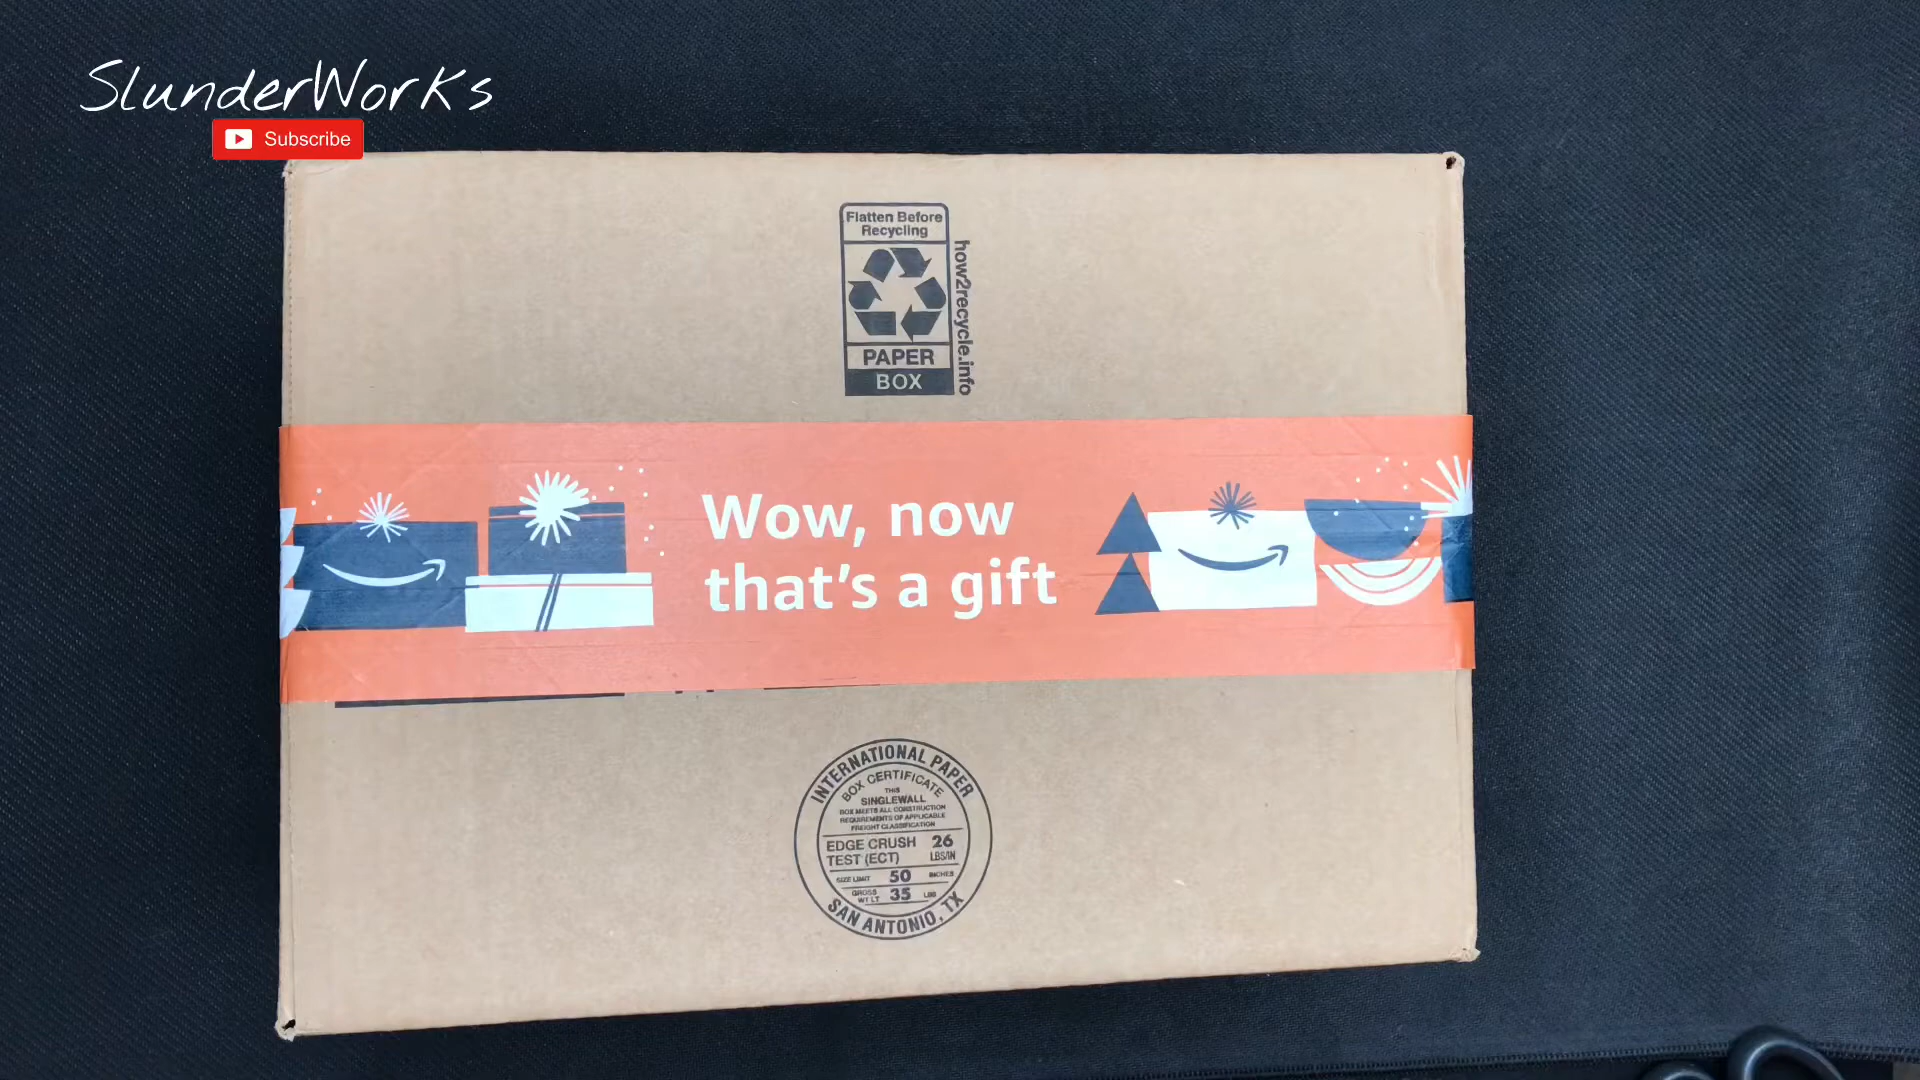 SlunderWorks
Subscribe
Flatten Before
Recycling
how2recycle.info
PAPER
BOX
Wow, now
that's a gift
INTERNATIONAL PAPER
BOX CERTIFICATE
THIS
SINGLEWALL
BOX MEETS ALL CONSTRUCTION
REQUIREMENTS OF APPLICABLE
FREIGHT CLASSIFICATION
EDGE CRUSH 26
TEST (ECT) LBS/IN
SIZE LIMIT 50 INCHES
GROSS
WT LT 35 LBS
SAN ANTONIO, TX